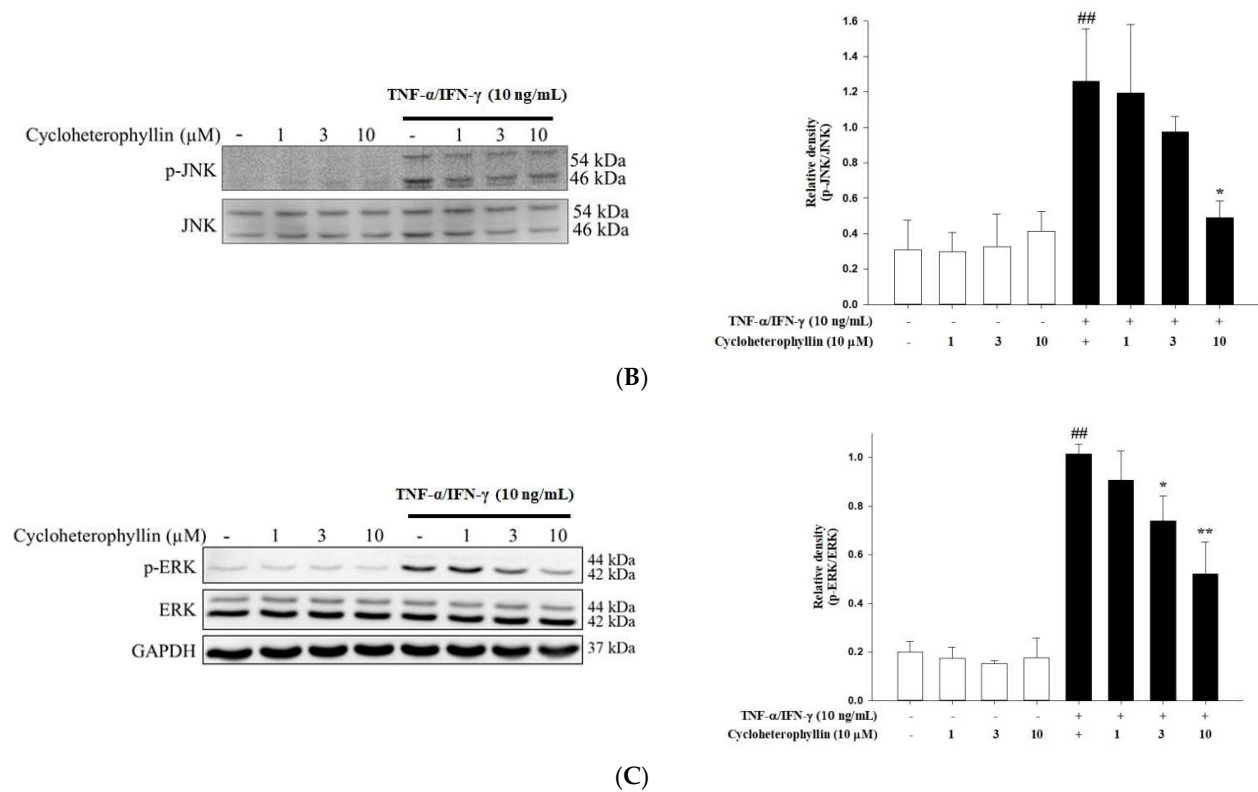 TNF-α/IFN-γ (10 ng/mL)
Cycloheterophyllin (µM) - 1 3 10 - 1 3 10
p-JNK
54 kDa
46 kDa
JNK
54 kDa
46 kDa
Relative density
(p-JNK/JNK)
1.6
1.4
1.2
1.0
0.8
0.6
0.4
0.2
0.0
##
*
TNF-α/IFN-γ (10 ng/mL) - - - - + + + +
Cycloheterophyllin (10 µM) - 1 3 10 + 1 3 10
(B)
TNF-α/IFN-γ (10 ng/mL)
Cycloheterophyllin (µM) - 1 3 10 - 1 3 10
p-ERK
44 kDa
42 kDa
ERK
44 kDa
42 kDa
GAPDH
37 kDa
Relative density
(p-ERK/ERK)
1.0
0.8
0.6
0.4
0.2
0.0
##
*
**
TNF-α/IFN-γ (10 ng/mL) - - - - + + + +
Cycloheterophyllin (10 µM) - 1 3 10 + 1 3 10
(C)